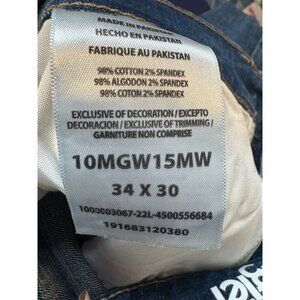 MADE IN PAKISTAN
HECHO EN PAKISTAN
FABRIQUE AU PAKISTAN
98% COTTON 2% SPANDEX
98% ALGODON 2% SPANDEX
98% COTON 2% SPANDEX
EXCLUSIVE OF DECORATION / EXCEPTO
DECORACION / EXCLUSIVE OF TRIMMING /
GARNITURE NON COMPRISE
10MGW15MW
34 X 30
1000003067-22L-4500556684
191683120380